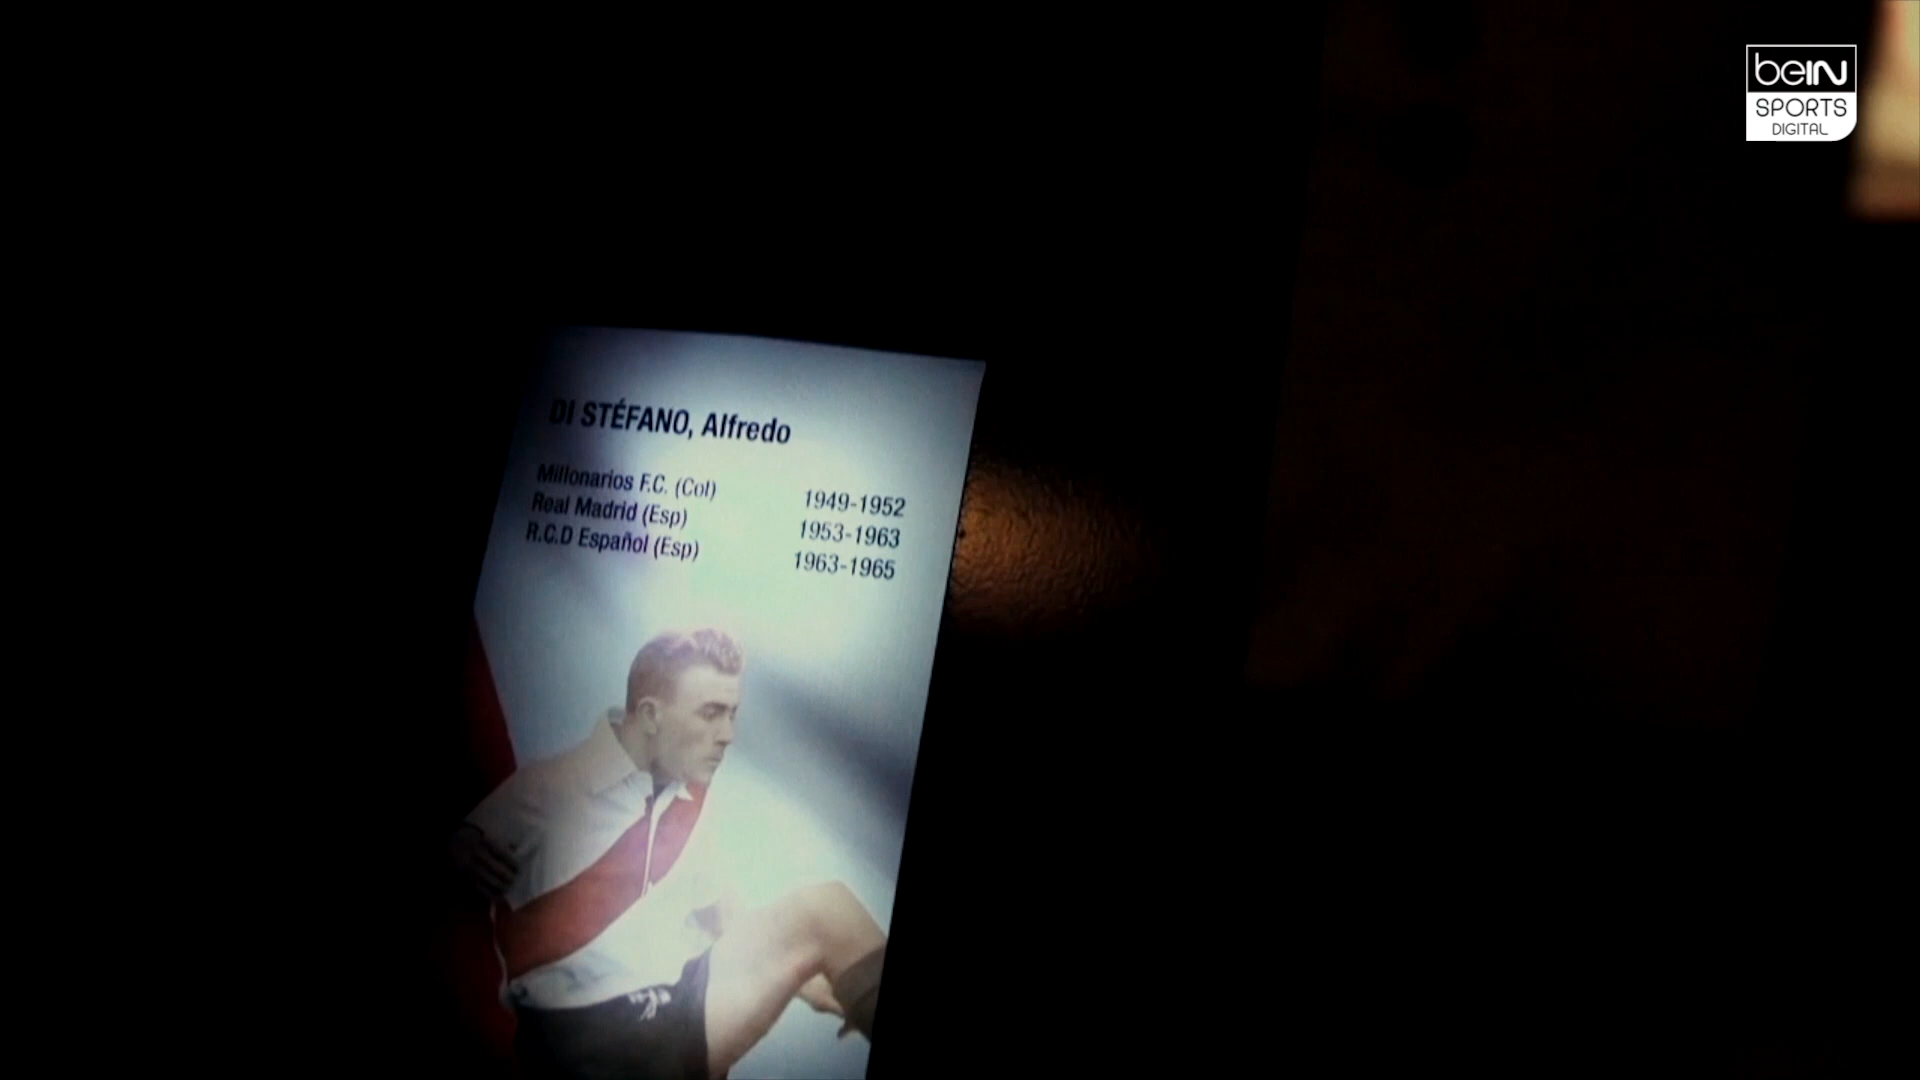 beIN
SPORTS
DIGITAL
DI STÉFANO, Alfredo
Millonarios F.C. (Col) 1949-1952
Real Madrid (Esp) 1953-1963
R.C.D Español (Esp) 1963-1965